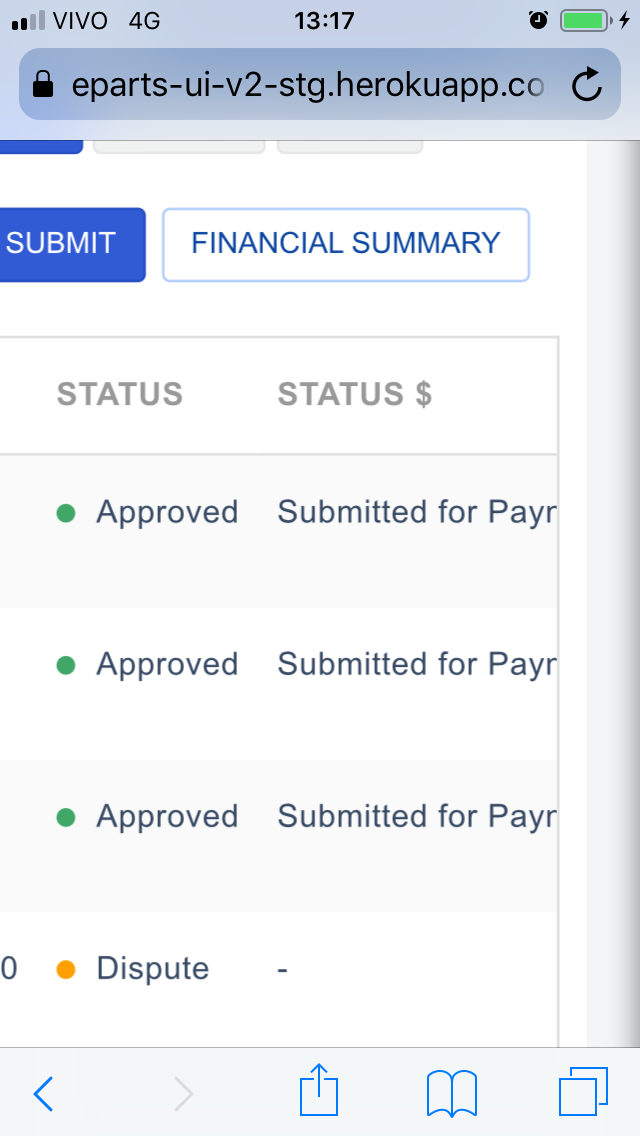 VIVO 4G 13:17
eparts-ui-v2-stg.herokuapp.co
SUBMIT FINANCIAL SUMMARY
STATUS STATUS $
Approved Submitted for Payr
Approved Submitted for Payr
Approved Submitted for Payr
0 Dispute -